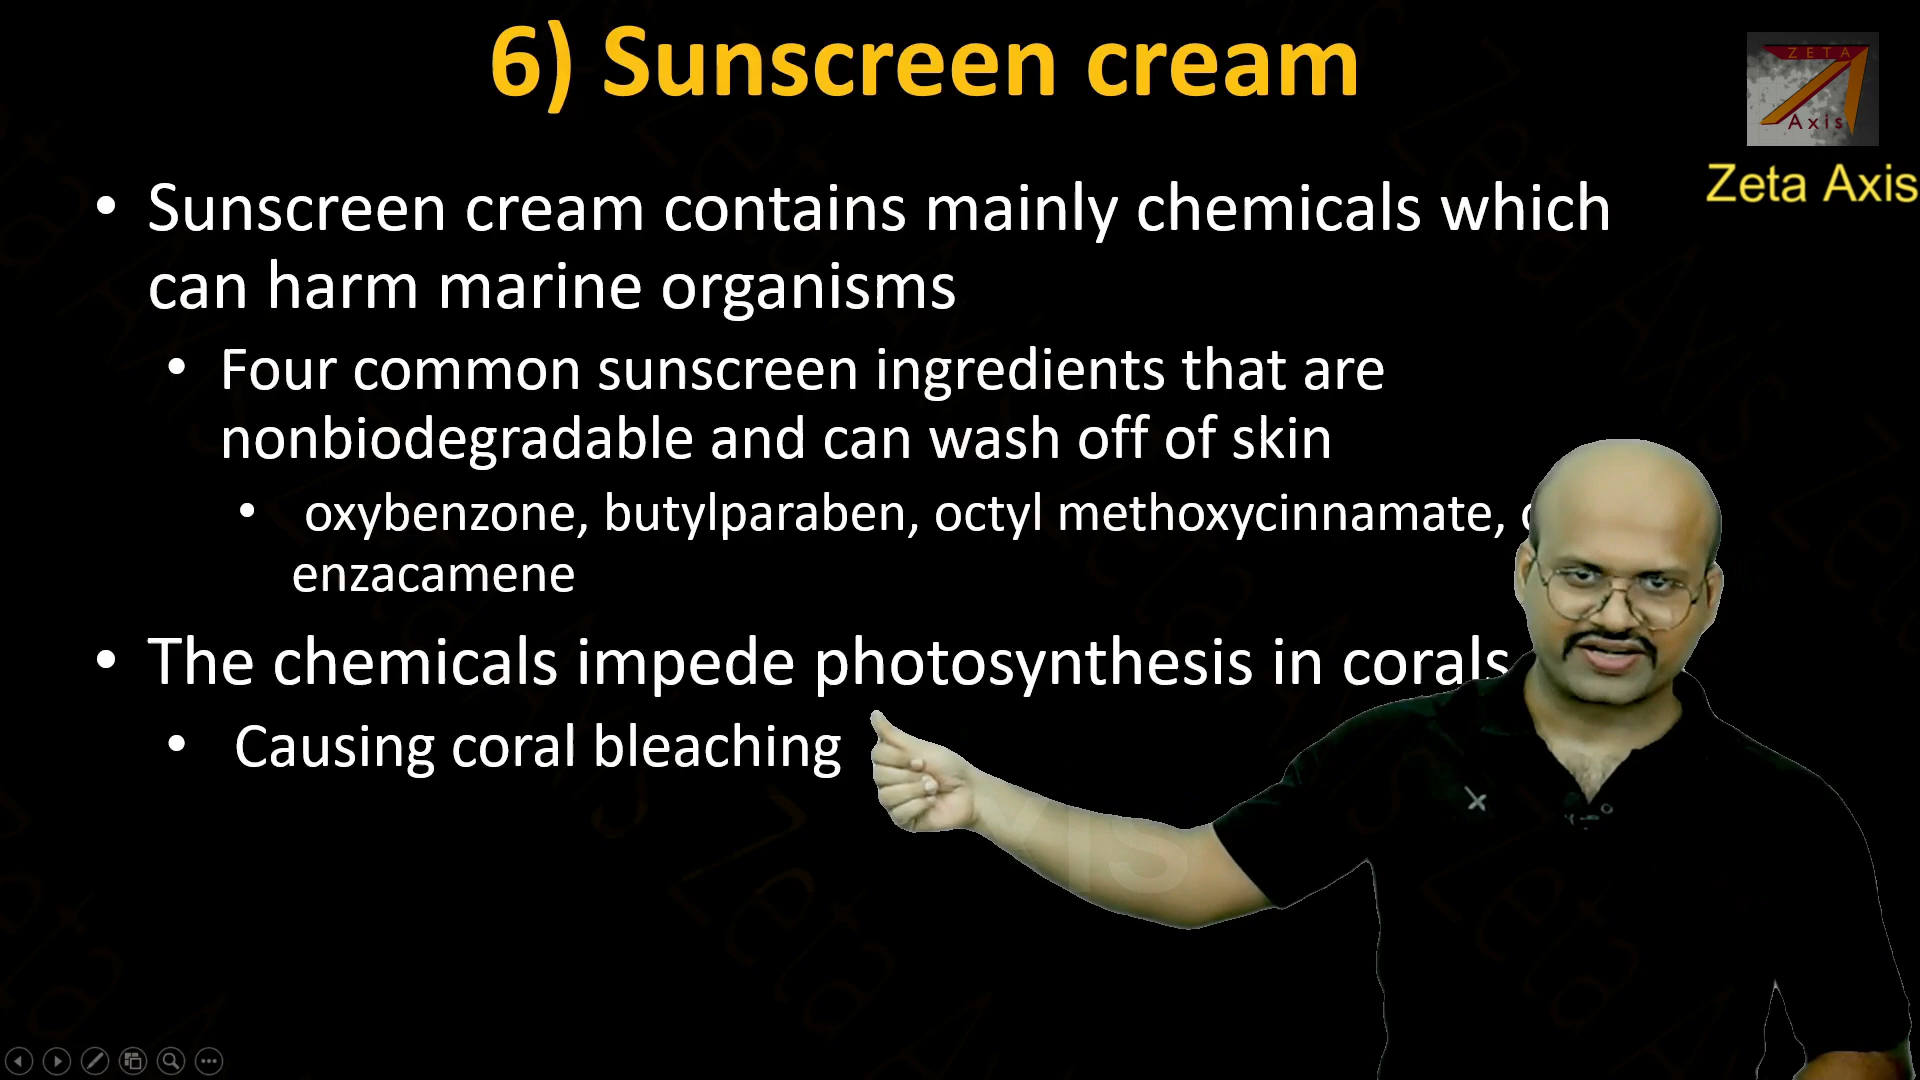 6) Sunscreen cream
ZETA
Axis
Zeta Axis
• Sunscreen cream contains mainly chemicals which
can harm marine organisms
• Four common sunscreen ingredients that are
nonbiodegradable and can wash off of skin
• oxybenzone, butylparaben, octyl methoxycinnamate,
enzacamene
• The chemicals impede photosynthesis in corals
• Causing coral bleaching